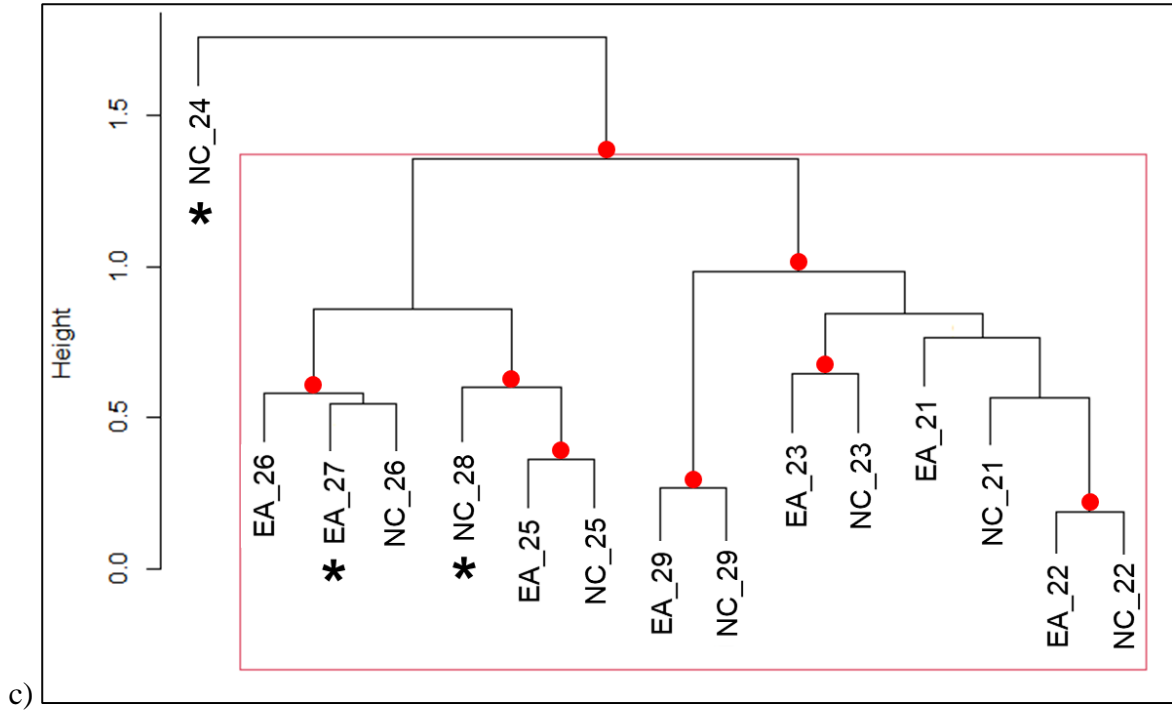 1.5
1.0
0.5
0.0
Height
* NC_24
EA_26
* EA_27
NC_26
* NC_28
EA_25
NC_25
EA_29
NC_29
EA_23
NC_23
EA_21
NC_21
EA_22
NC_22
c)